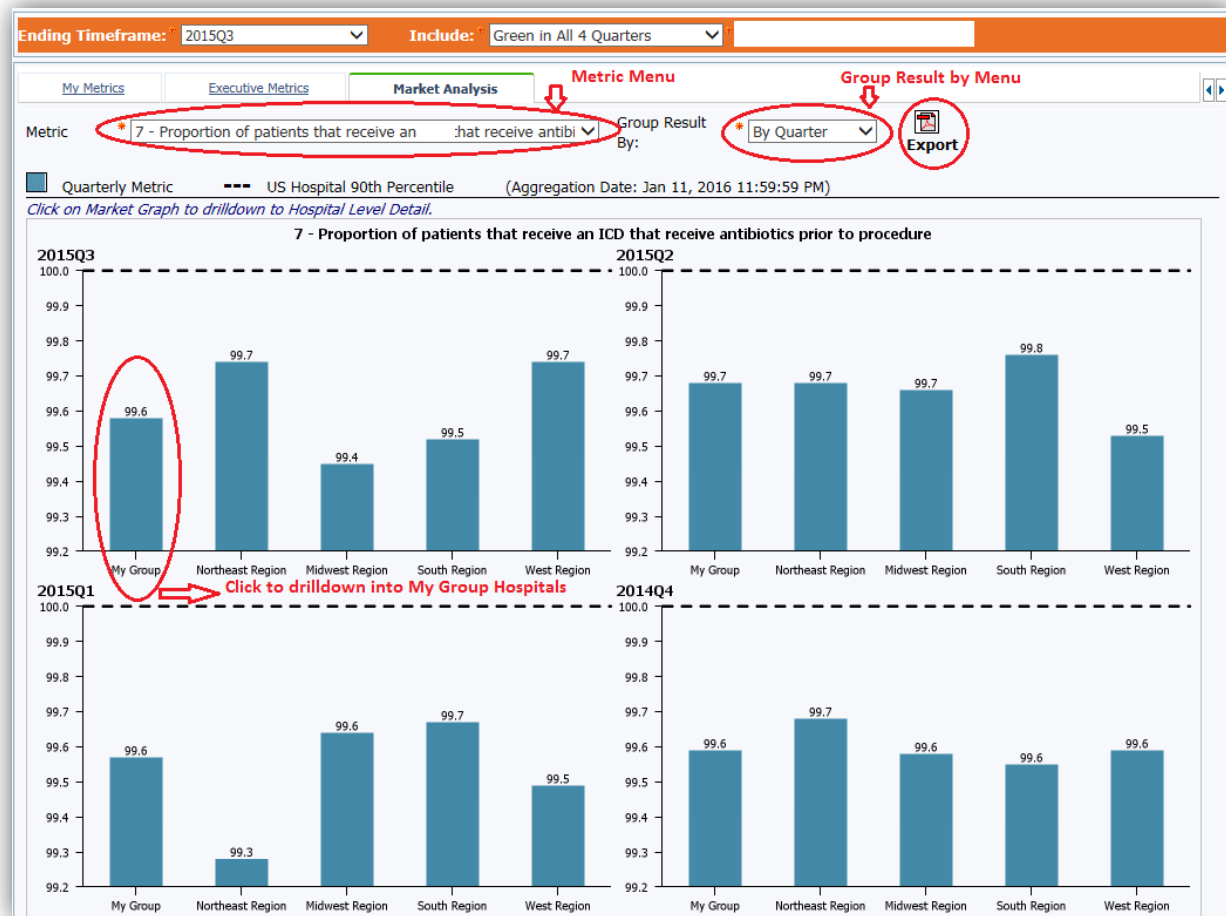 Ending Timeframe: * 2015Q3 Include: * Green in All 4 Quarters *
My Metrics Executive Metrics Market Analysis Metric Menu Group Result by Menu
Metric * 7 - Proportion of patients that receive an :hat receive antibi Group Result By: * By Quarter Export
Quarterly Metric --- US Hospital 90th Percentile (Aggregation Date: Jan 11, 2016 11:59:59 PM)
Click on Market Graph to drilldown to Hospital Level Detail.
7 - Proportion of patients that receive an ICD that receive antibiotics prior to procedure
2015Q3
100.0
99.9
99.8
99.7
99.6
99.5
99.4
99.3
99.2
99.6 99.7 99.4 99.5 99.7
My Group Northeast Region Midwest Region South Region West Region
Click to drilldown into My Group Hospitals
2015Q2
100.0
99.9
99.8
99.7
99.6
99.5
99.4
99.3
99.2
99.7 99.7 99.7 99.8 99.5
My Group Northeast Region Midwest Region South Region West Region
2015Q1
100.0
99.9
99.8
99.7
99.6
99.5
99.4
99.3
99.2
99.6 99.3 99.6 99.7 99.5
My Group Northeast Region Midwest Region South Region West Region
2014Q4
100.0
99.9
99.8
99.7
99.6
99.5
99.4
99.3
99.2
99.6 99.7 99.6 99.6 99.6
My Group Northeast Region Midwest Region South Region West Region